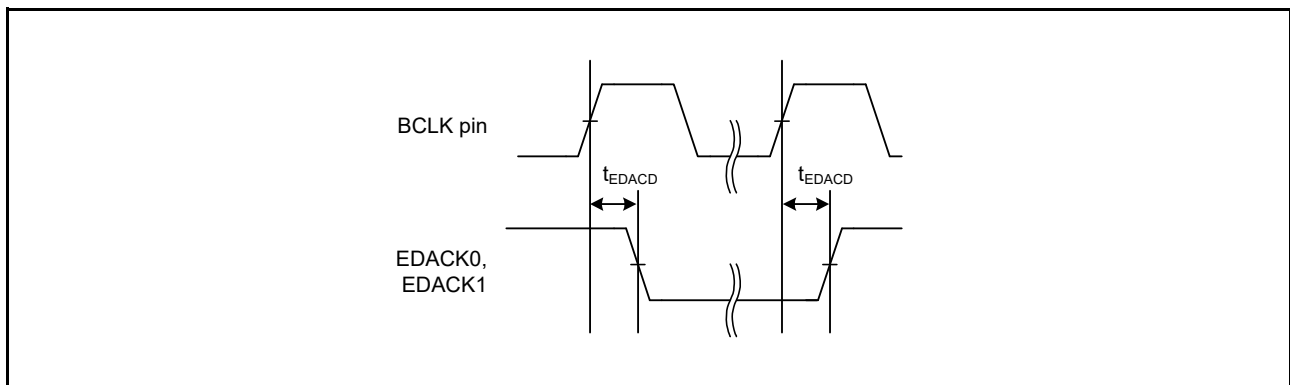 BCLK pin
tEDACD
tEDACD
EDACK0,
EDACK1